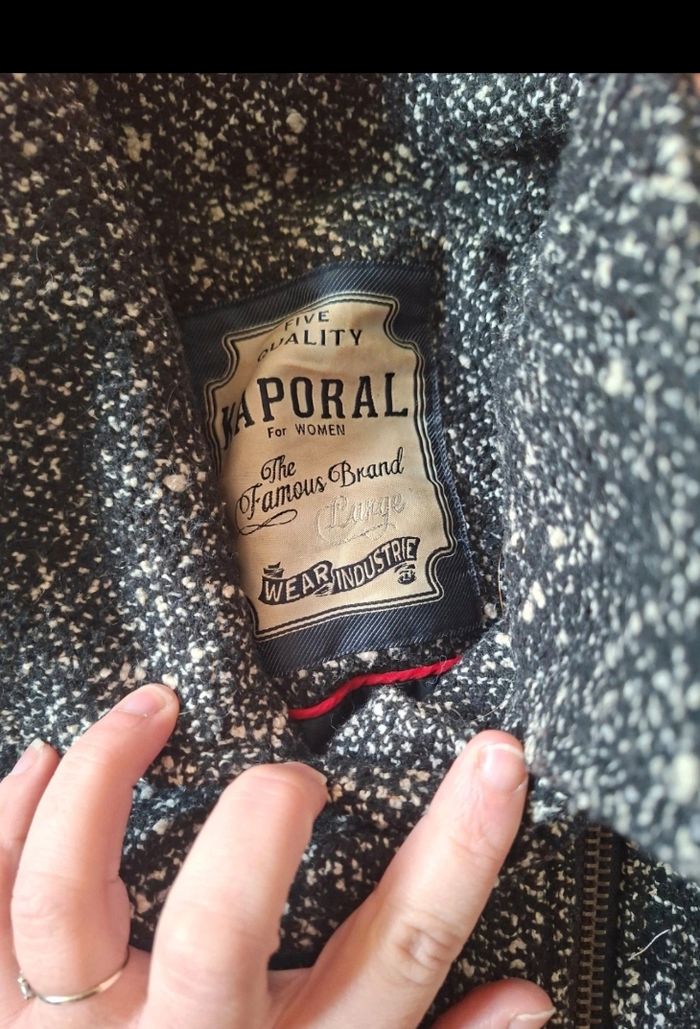 FIVE
QUALITY
KAPORAL
For WOMEN
The
Famous Brand
Large
WEAR INDUSTRIE